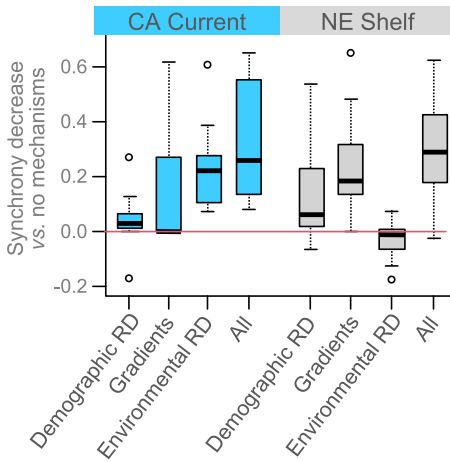 CA Current
NE Shelf
Synchrony decrease
vs. no mechanisms
0.6
0.4
0.2
0.0
-0.2
Demographic RD
Gradients
Environmental RD
All
Demographic RD
Gradients
Environmental RD
All